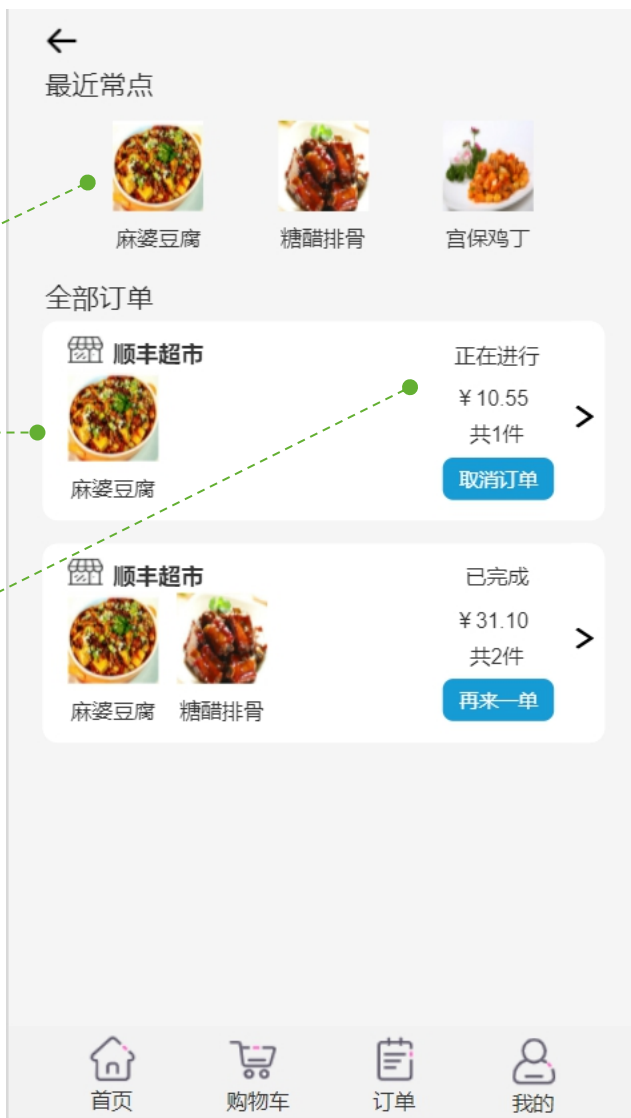 最近常点
麻婆豆腐 糖醋排骨 宫保鸡丁
全部订单
顺丰超市 正在进行
¥10.55
共1件
取消订单
麻婆豆腐
顺丰超市 已完成
¥31.10
共2件
再来一单
麻婆豆腐 糖醋排骨
首页 购物车 订单 我的